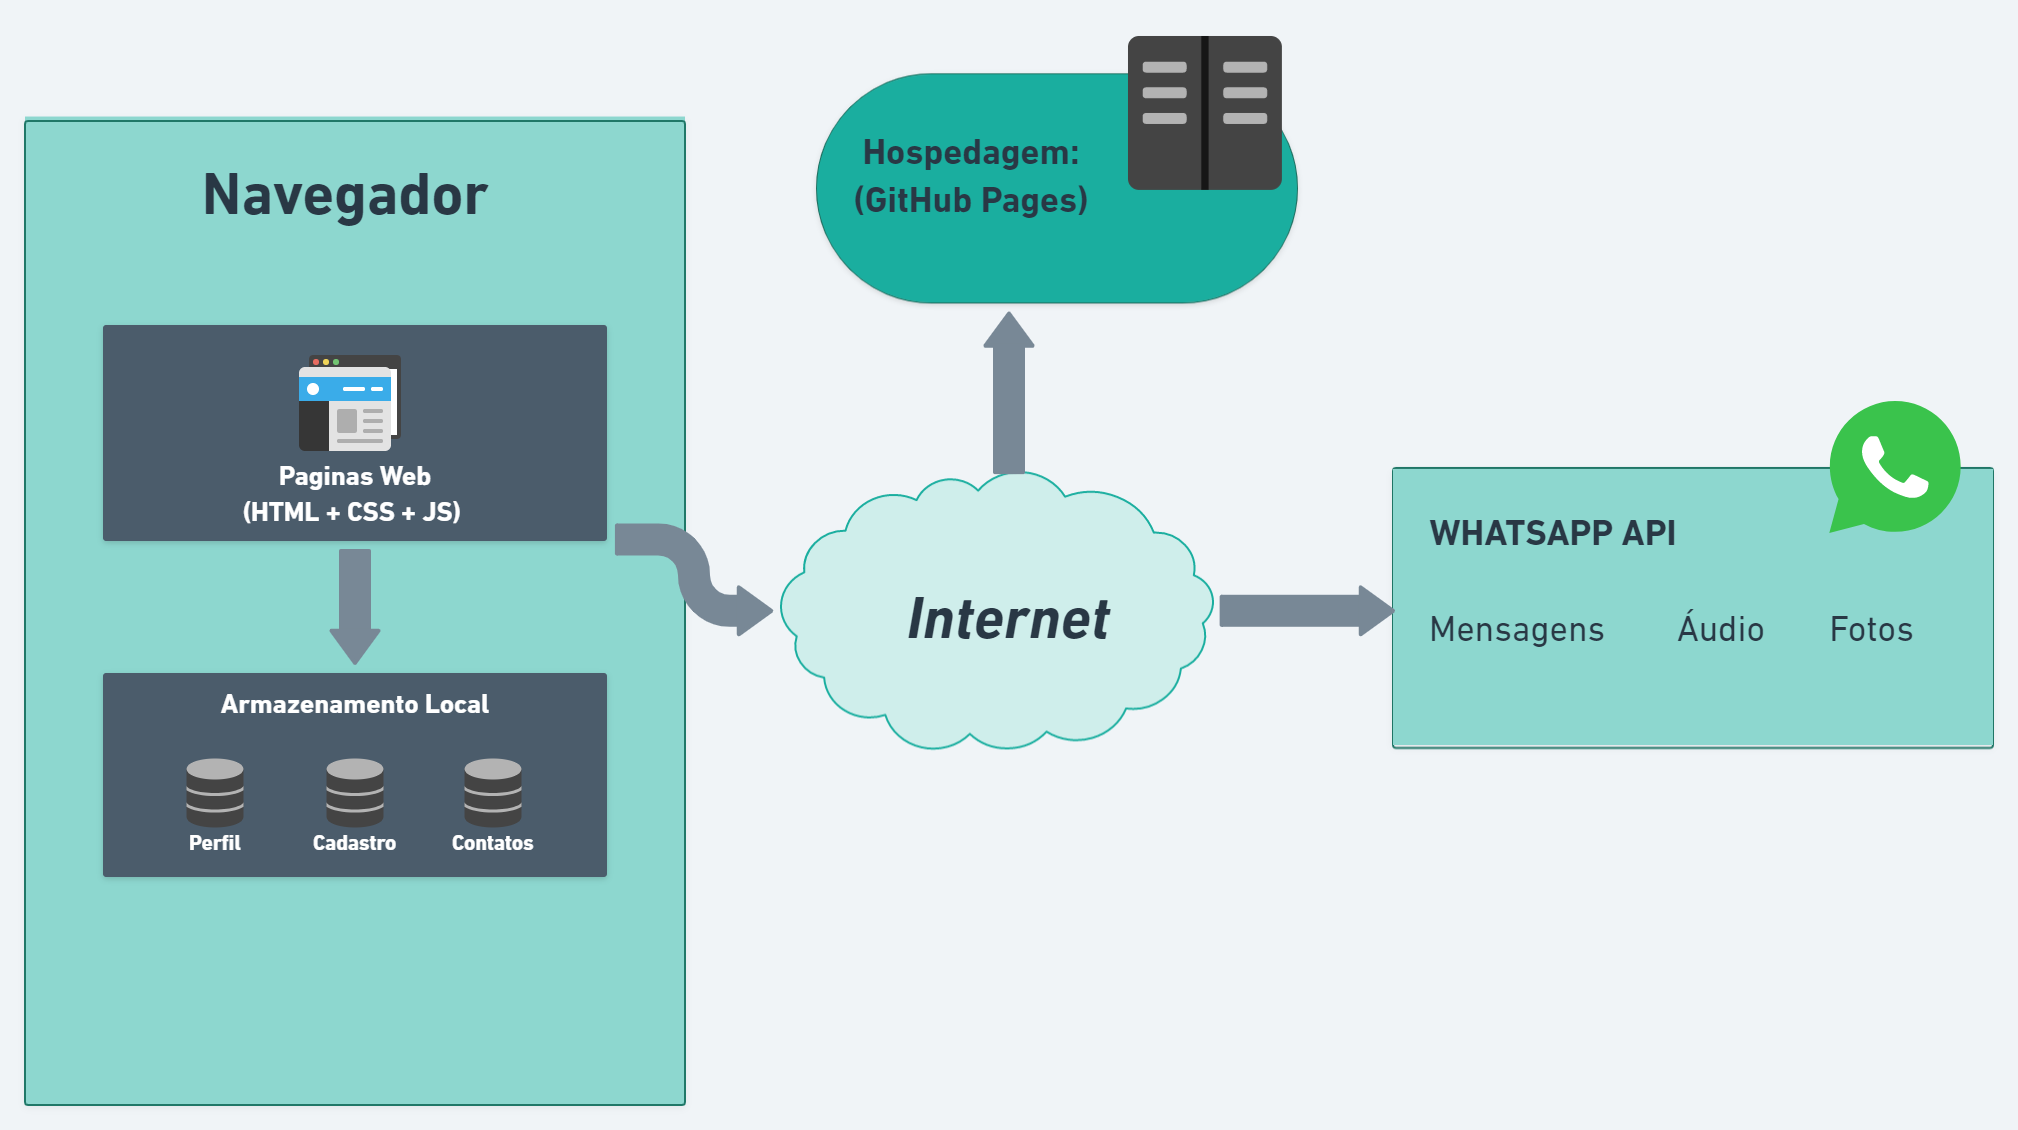 Navegador
Paginas Web
(HTML + CSS + JS)
Armazenamento Local
Perfil
Cadastro
Contatos
Hospedagem:
(GitHub Pages)
Internet
WHATSAPP API
Mensagens
Áudio
Fotos